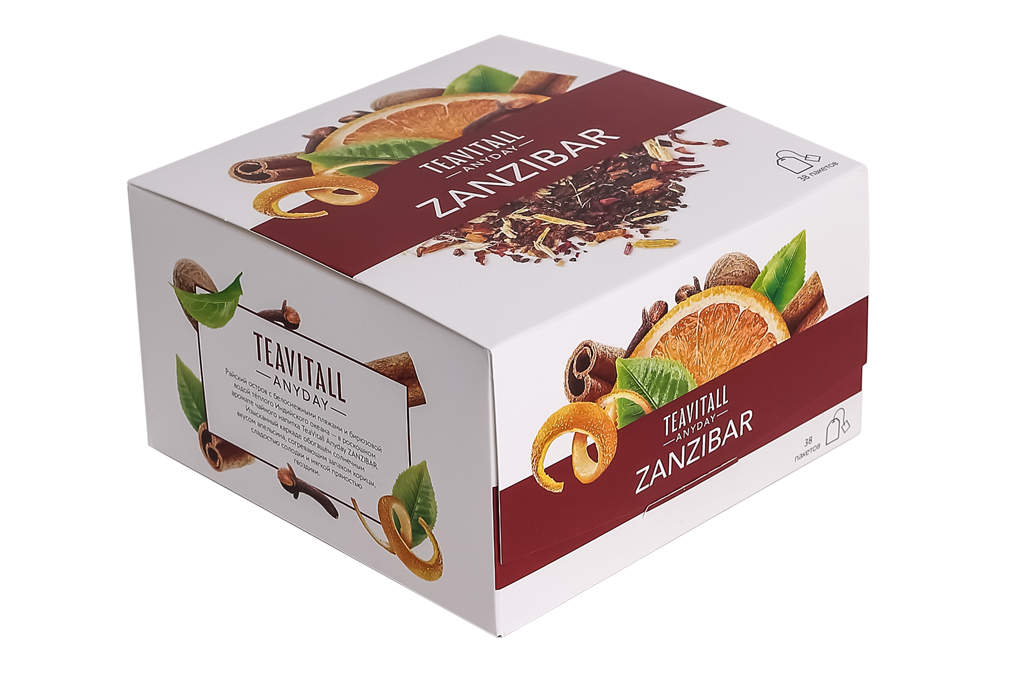 TEAVITALL
ANYDAY
ZANZIBAR
38 пакетов
TEAVITALL
ANYDAY
Райский остров с белоснежными пляжами и бирюзовой
водой тёплого Индийского океана — в роскошном
аромате чайного напитка TeaVitall Anyday ZANZIBAR.
Изысканный каркаде обогащён солнечным
вкусом апельсина, согревающим запахом корицы,
сладостью солодки и мягкой пряностью
гвоздики.
TEAVITALL
ANYDAY
ZANZIBAR
38
пакетов